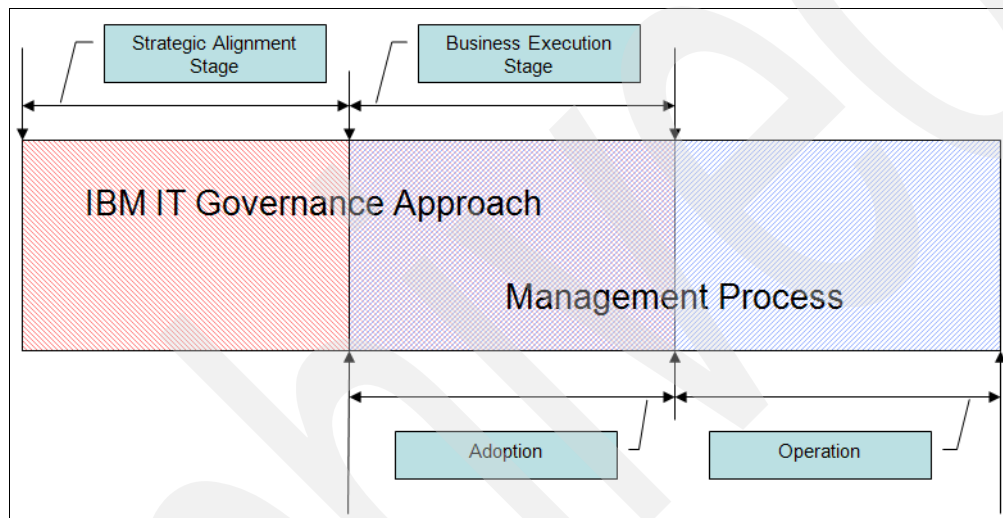 Strategic Alignment
Stage
Business Execution
Stage
IBM IT Governance Approach
Management Process
Adoption
Operation